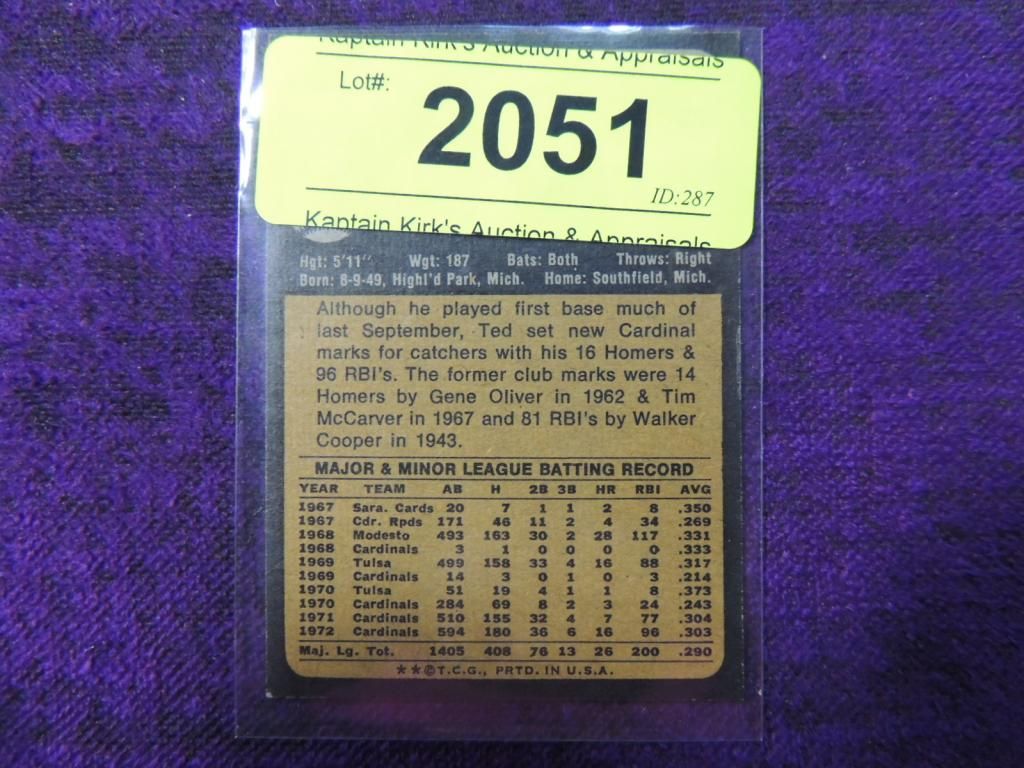 Kaptain Kirk's Auction & Appraisals
Lot#:
2051
ID:287
Kaptain Kirk's Auction & Appraisals
Hgt: 5'11" Wgt: 187 Bats: Both Throws: Right
Born: 8-9-49, Highl'd Park, Mich. Home: Southfield, Mich.
Although he played first base much of
last September, Ted set new Cardinal
marks for catchers with his 16 Homers &
96 RBI's. The former club marks were 14
Homers by Gene Oliver in 1962 & Tim
McCarver in 1967 and 81 RBI's by Walker
Cooper in 1943.
MAJOR & MINOR LEAGUE BATTING RECORD
YEAR TEAM AB H 2B 3B HR RBI AVG
1967 Sara. Cards 20 7 1 1 2 8 .350
1967 Cdr. Rpds 171 46 11 2 4 34 .269
1968 Modesto 493 163 30 2 28 117 .331
1968 Cardinals 3 1 0 0 0 0 .333
1969 Tulsa 499 158 33 4 16 88 .317
1969 Cardinals 14 3 0 1 0 3 .214
1970 Tulsa 51 19 4 1 1 8 .373
1970 Cardinals 284 69 8 2 3 24 .243
1971 Cardinals 510 155 32 4 7 77 .304
1972 Cardinals 594 180 36 6 16 96 .303
Maj. Lg. Tot. 1405 408 76 13 26 200 .290
**©T.C.G., PRTD. IN U.S.A.